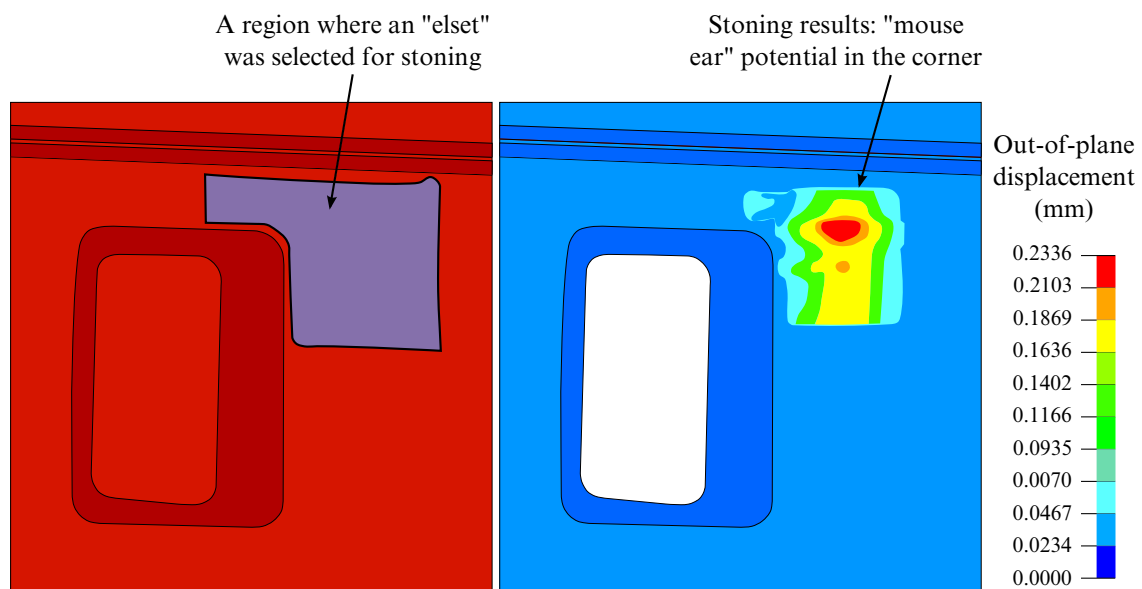 A region where an "elset"
was selected for stoning
Stoning results: "mouse
ear" potential in the corner
Out-of-plane
displacement
(mm)
0.2336
0.2103
0.1869
0.1636
0.1402
0.1166
0.0935
0.0070
0.0467
0.0234
0.0000